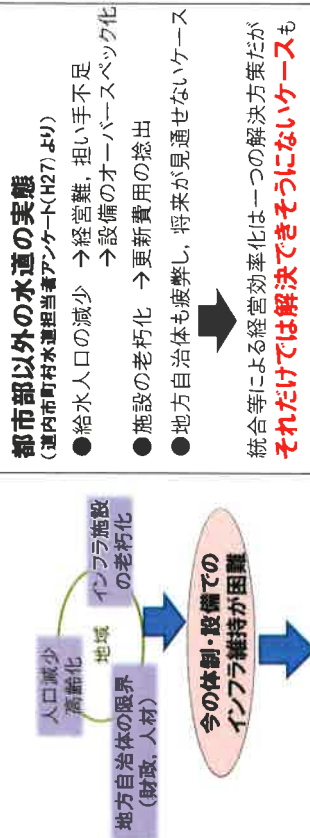 人口減少
高齢化
地域
インフラ施設
の老朽化
地方自治体の限界
（財政，人材）
今の体制・設備での
インフラ維持が困難
都市部以外の水道の実態
（道内市町村水道担当者アンケート（H27）より）
●給水人口の減少 →経営難，担い手不足
→設備のオーバースペック化
●施設の老朽化 →更新費用の捻出
●地方自治体も疲弊し，将来が見通せないケース
統合等による経営効率化は一つの解決方策だが
それだけでは解決できそうにないケースも